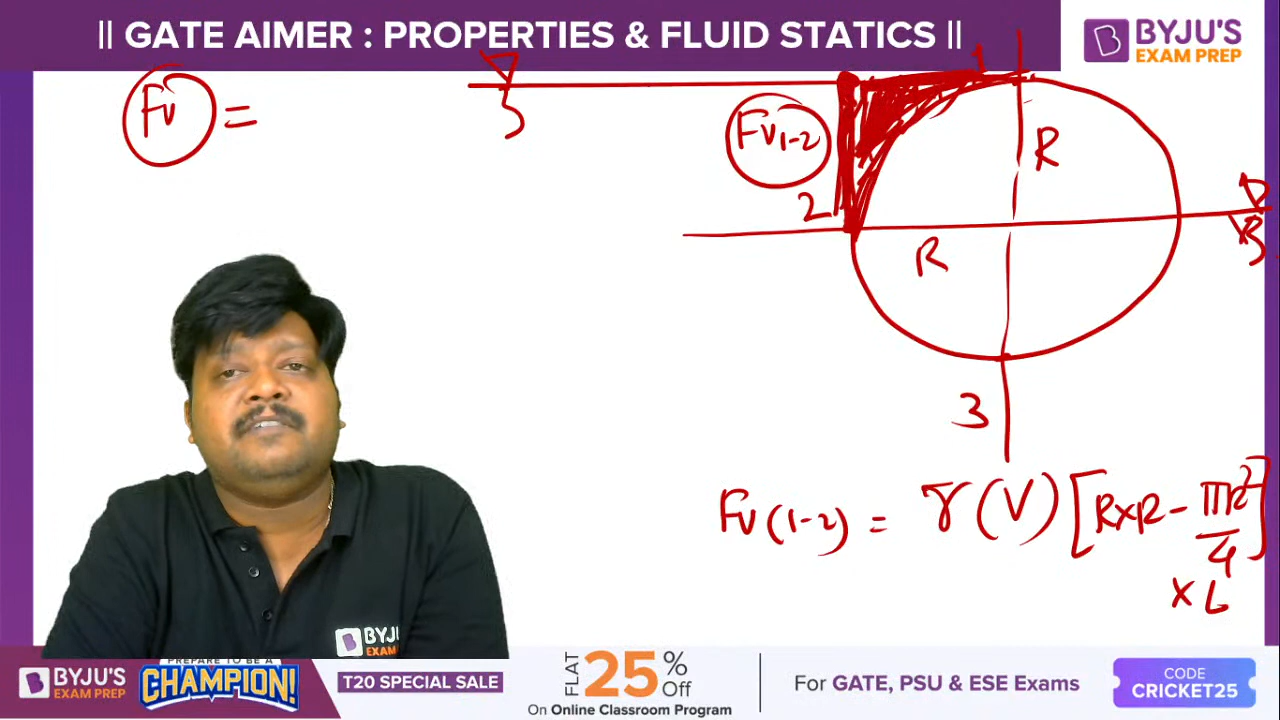 || GATE AIMER : PROPERTIES & FLUID STATICS ||
BYJU'S
EXAM PREP
Fv =
Fv1-2
R
2
R
3
Fv(1-2) = γ(V) [R×R - πR²/4]
× L
BYJU'S
EXAM PREP
PREPARE TO BE A
CHAMPION!
T20 SPECIAL SALE
FLAT 25% Off
On Online Classroom Program
For GATE, PSU & ESE Exams
CODE
CRICKET25